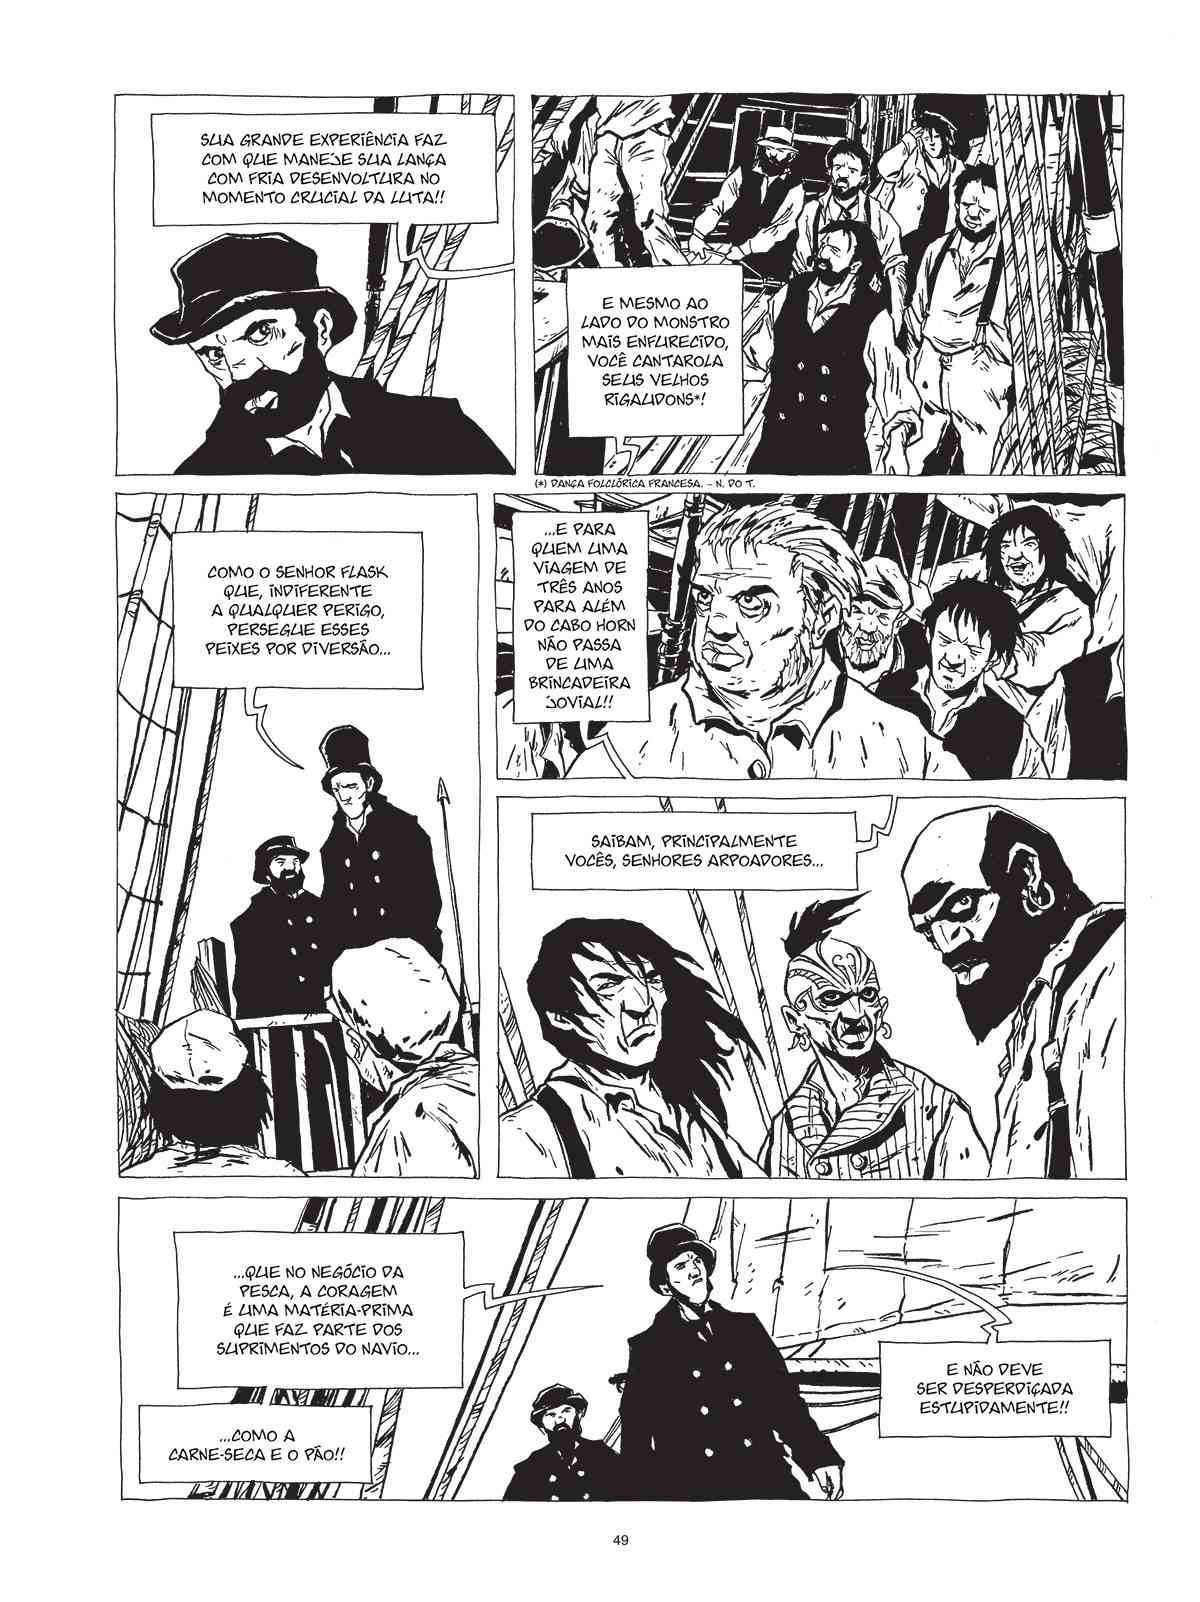 SUA GRANDE EXPERIÊNCIA FAZ
COM QUE MANEJE SUA LANÇA
COM FRIA DESENVOLTURA NO
MOMENTO CRUCIAL DA LUTA!!
E MESMO AO
LADO DO MONSTRO
MAIS ENFURECIDO,
VOCÊ CANTAROLA
SEUS VELHOS
RIGAUDONS*!
(*) DANÇA FOLCLÓRICA FRANCESA. – N. DO T.
COMO O SENHOR FLASK
QUE, INDIFERENTE
A QUALQUER PERIGO,
PERSEGUE ESSES
PEIXES POR DIVERSÃO...
...E PARA
QUEM UMA
VIAGEM DE
TRÊS ANOS
PARA ALÉM
DO CABO HORN
NÃO PASSA
DE UMA
BRINCADEIRA
JOVIAL!!
SAIBAM, PRINCIPALMENTE
VOCÊS, SENHORES ARPOADORES...
...QUE NO NEGÓCIO DA
PESCA, A CORAGEM
É UMA MATÉRIA-PRIMA
QUE FAZ PARTE DOS
SUPRIMENTOS DO NAVIO...
...COMO A
CARNE-SECA E O PÃO!!
E NÃO DEVE
SER DESPERDIÇADA
ESTUPIDAMENTE!!
49